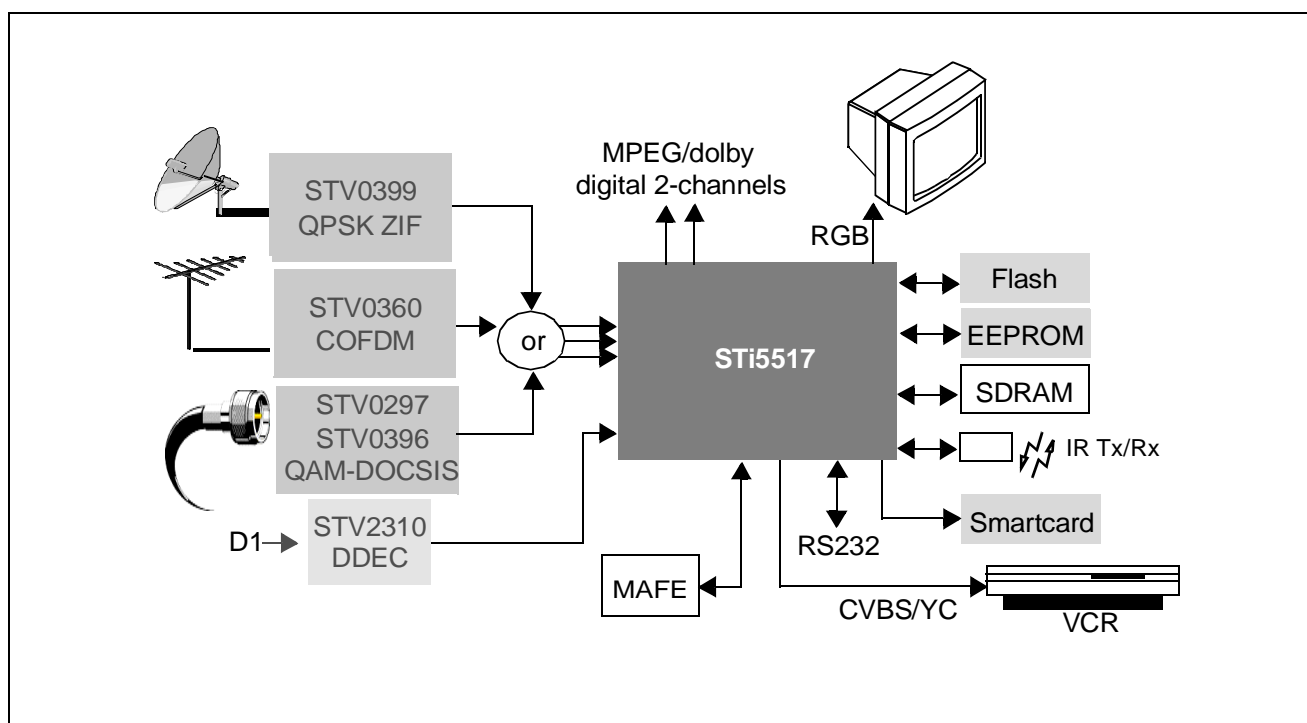 MPEG/dolby
digital 2-channels
STV0399
QPSK ZIF
RGB
STV0360
COFDM
or
STi5517
Flash
EEPROM
SDRAM
IR Tx/Rx
Smartcard
STV0297
STV0396
QAM-DOCSIS
D1
STV2310
DDEC
MAFE
RS232
CVBS/YC
VCR